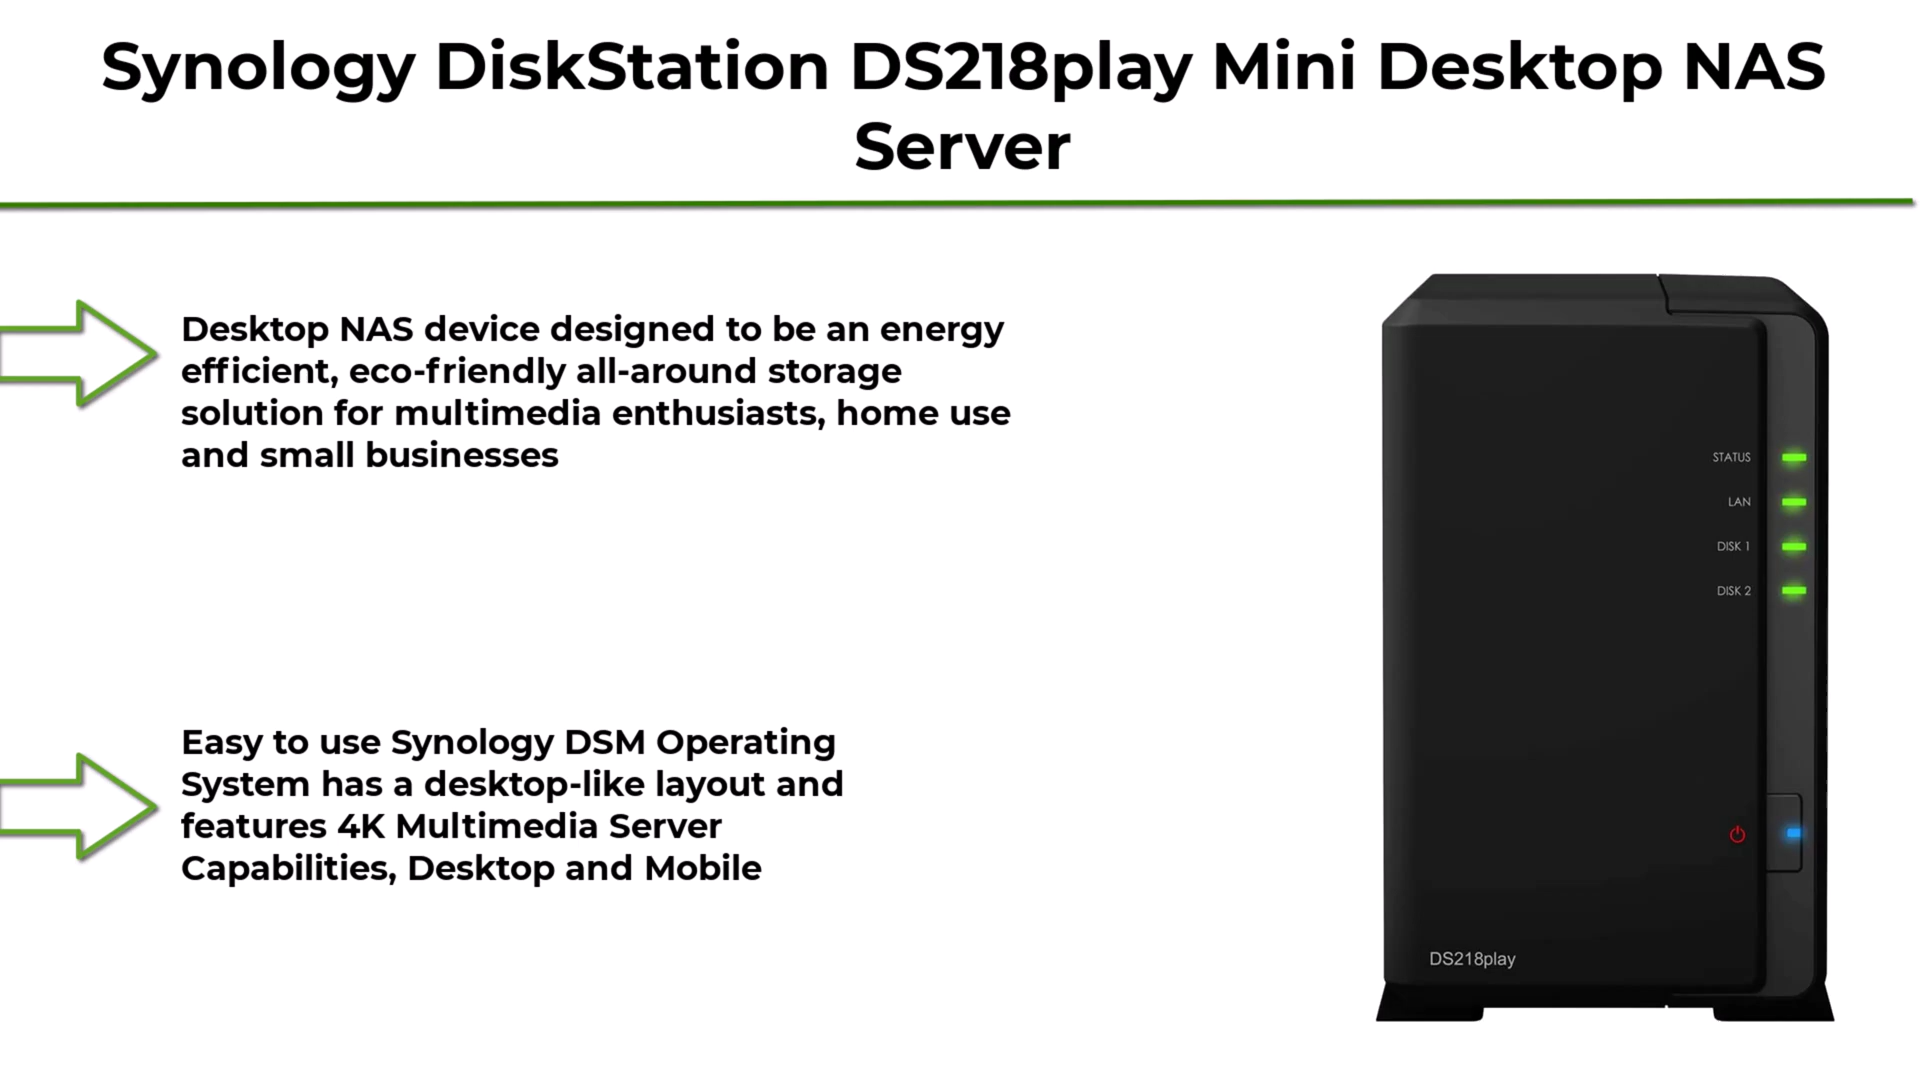 Synology DiskStation DS218play Mini Desktop NAS
Server
Desktop NAS device designed to be an energy
efficient, eco-friendly all-around storage
solution for multimedia enthusiasts, home use
and small businesses
Easy to use Synology DSM Operating
System has a desktop-like layout and
features 4K Multimedia Server
Capabilities, Desktop and Mobile
STATUS
LAN
DISK 1
DISK 2
DS218play